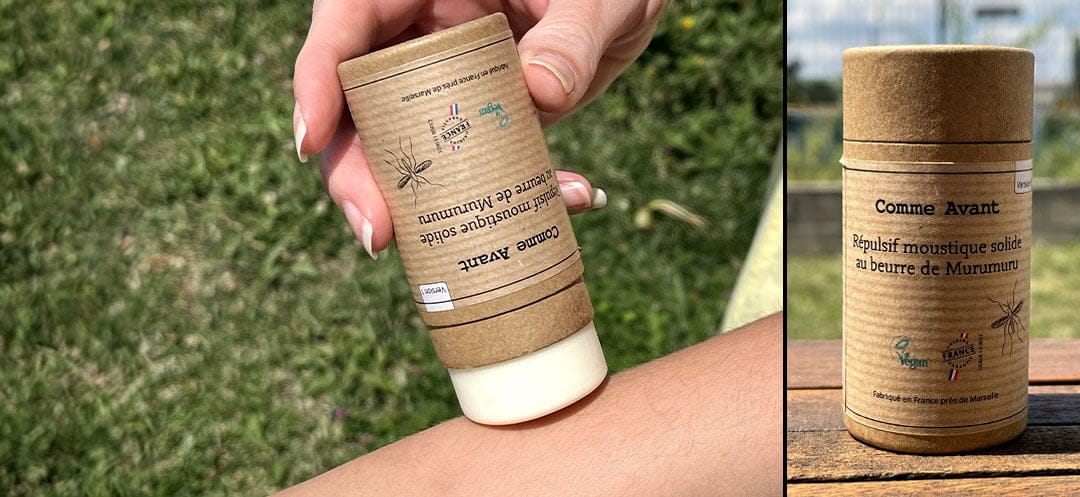 Fabriqué en France près de Marseille
Vegan
FRANCE
Répulsif moustique solide
au beurre de Murumuru
Comme Avant
Version
Comme Avant
Répulsif moustique solide
au beurre de Murumuru
Vegan
FRANCE
Fabriqué en France près de Marseille